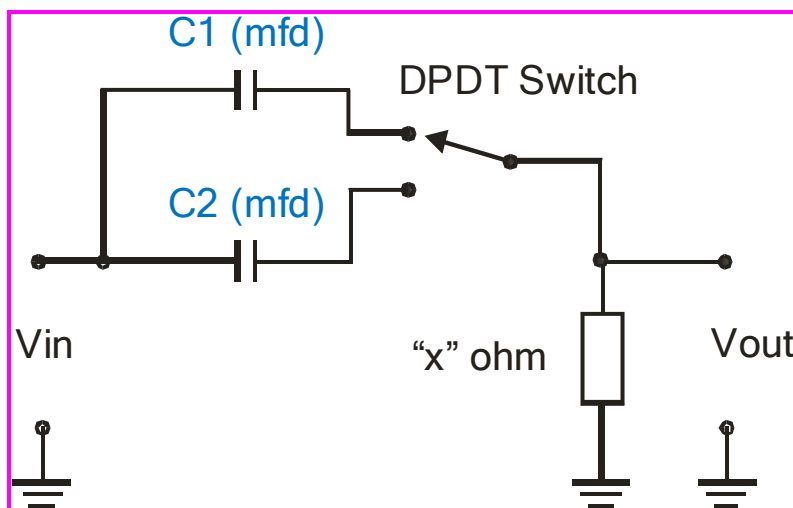 C1 (mfd)
DPDT Switch
C2 (mfd)
Vin
“x” ohm
Vout